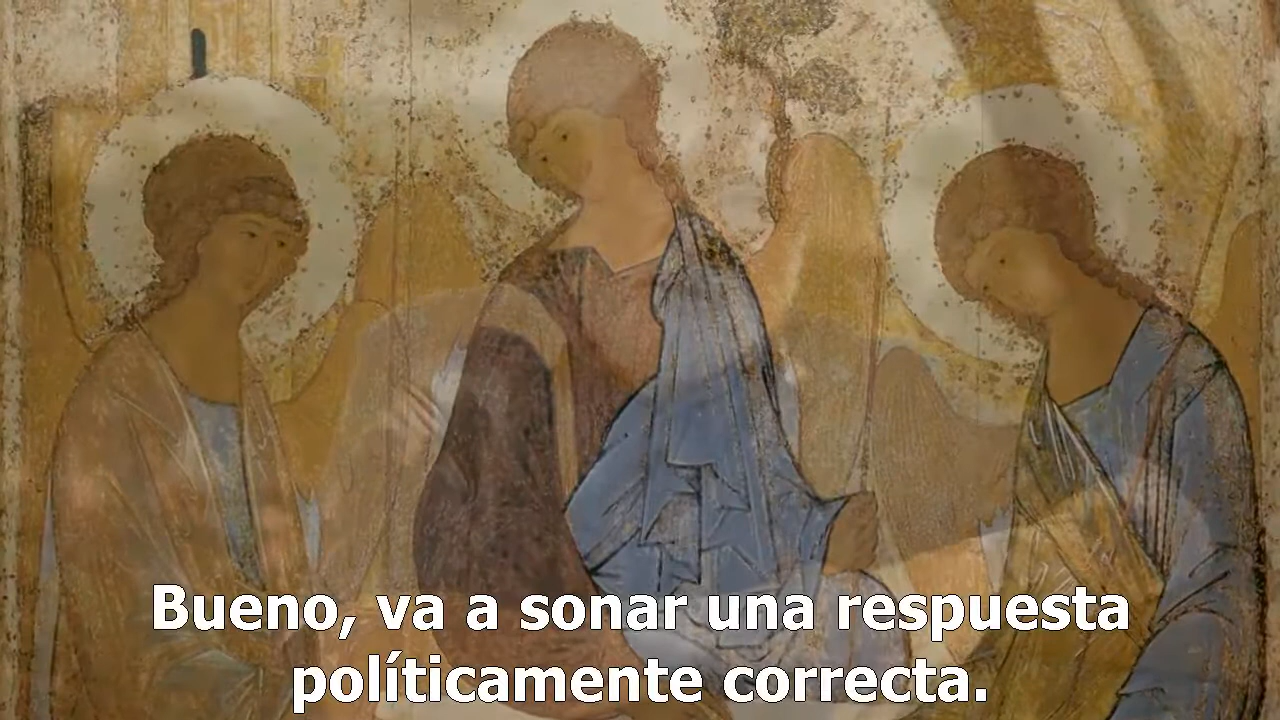 Bueno, va a sonar una respuesta
políticamente correcta.